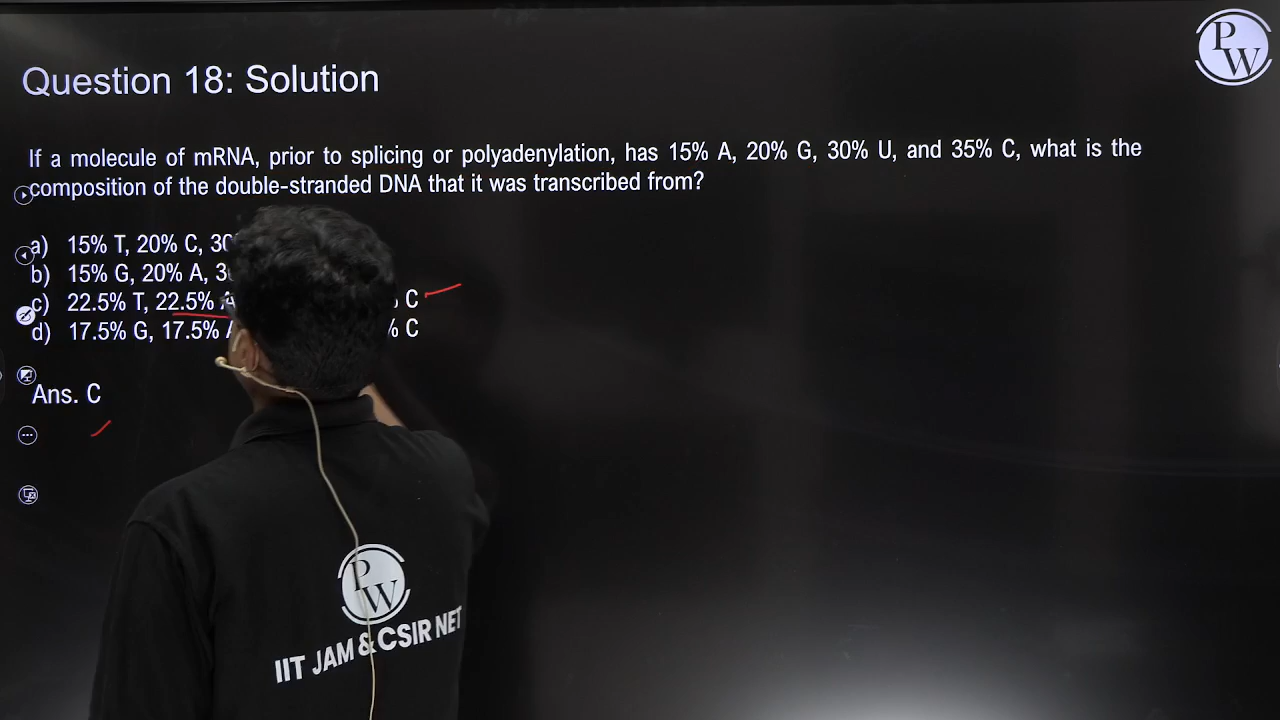 Question 18: Solution
PW
If a molecule of mRNA, prior to splicing or polyadenylation, has 15% A, 20% G, 30% U, and 35% C, what is the
composition of the double-stranded DNA that it was transcribed from?
a) 15% T, 20% C,
b) 15% G, 20% A,
c) 22.5% T, 22.5% C
d) 17.5% G, 17.5% % C
Ans. C
PW
IIT JAM & CSIR NET